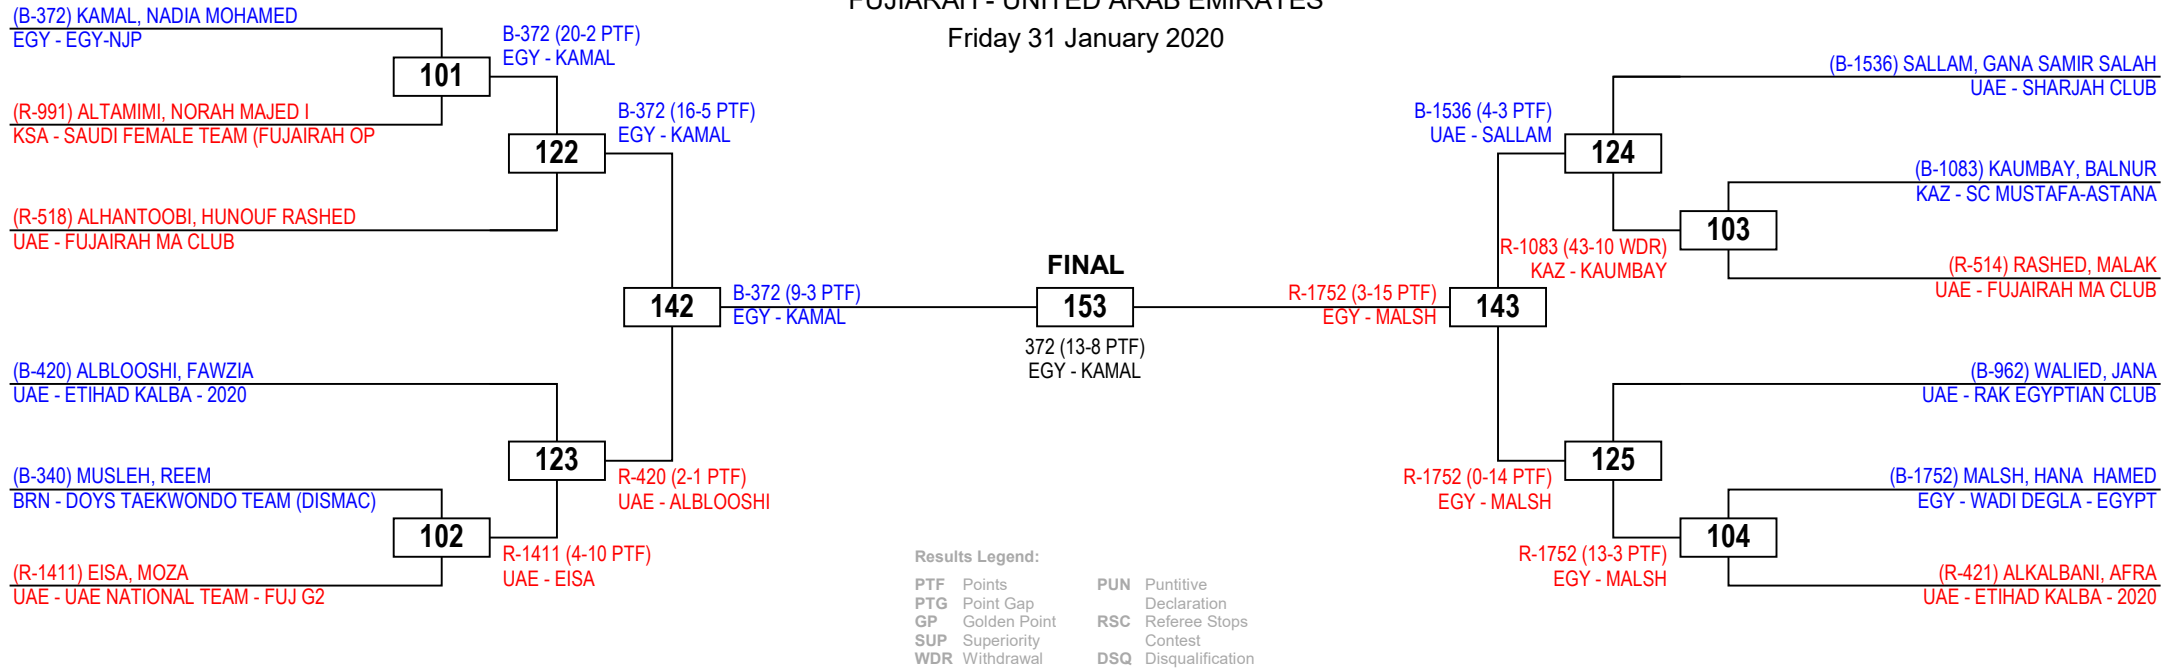 FUJIARAH - UNITED ARAB EMIRATES
Friday 31 January 2020
(B-372) KAMAL, NADIA MOHAMED
EGY - EGY-NJP
B-372 (20-2 PTF)
EGY - KAMAL
101
(R-991) ALTAMIMI, NORAH MAJED I
KSA - SAUDI FEMALE TEAM (FUJAIRAH OP
B-372 (16-5 PTF)
EGY - KAMAL
122
(R-518) ALHANTOOBI, HUNOUF RASHED
UAE - FUJAIRAH MA CLUB
142
B-372 (9-3 PTF)
EGY - KAMAL
(B-420) ALBLOOSHI, FAWZIA
UAE - ETIHAD KALBA - 2020
123
R-420 (2-1 PTF)
UAE - ALBLOOSHI
(B-340) MUSLEH, REEM
BRN - DOYS TAEKWONDO TEAM (DISMAC)
102
R-1411 (4-10 PTF)
UAE - EISA
(R-1411) EISA, MOZA
UAE - UAE NATIONAL TEAM - FUJ G2
FINAL
153
372 (13-8 PTF)
EGY - KAMAL
(B-1536) SALLAM, GANA SAMIR SALAH
UAE - SHARJAH CLUB
B-1536 (4-3 PTF)
UAE - SALLAM
124
(B-1083) KAUMBAY, BALNUR
KAZ - SC MUSTAFA-ASTANA
103
R-1083 (43-10 WDR)
KAZ - KAUMBAY
(R-514) RASHED, MALAK
UAE - FUJAIRAH MA CLUB
R-1752 (3-15 PTF)
EGY - MALSH
143
(B-962) WALIED, JANA
UAE - RAK EGYPTIAN CLUB
125
R-1752 (0-14 PTF)
EGY - MALSH
(B-1752) MALSH, HANA  HAMED
EGY - WADI DEGLA - EGYPT
104
R-1752 (13-3 PTF)
EGY - MALSH
(R-421) ALKALBANI, AFRA
UAE - ETIHAD KALBA - 2020
Results Legend:
PTF Points
PTG Point Gap
GP Golden Point
SUP Superiority
WDR Withdrawal
PUN Puntitive
Declaration
RSC Referee Stops
Contest
DSQ Disqualification